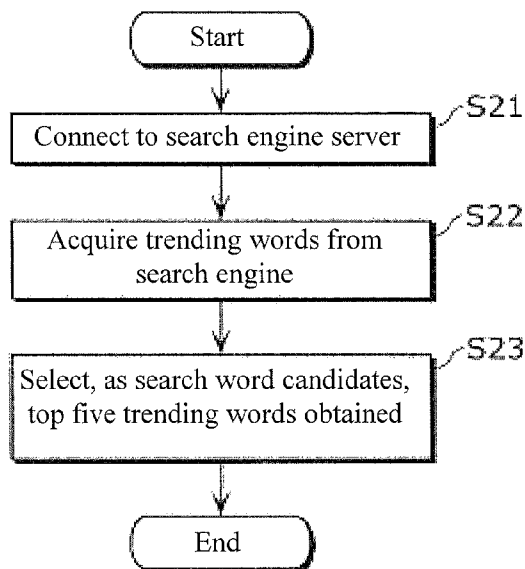 Start
S21
Connect to search engine server
S22
Acquire trending words from
search engine
S23
Select, as search word candidates,
top five trending words obtained
End